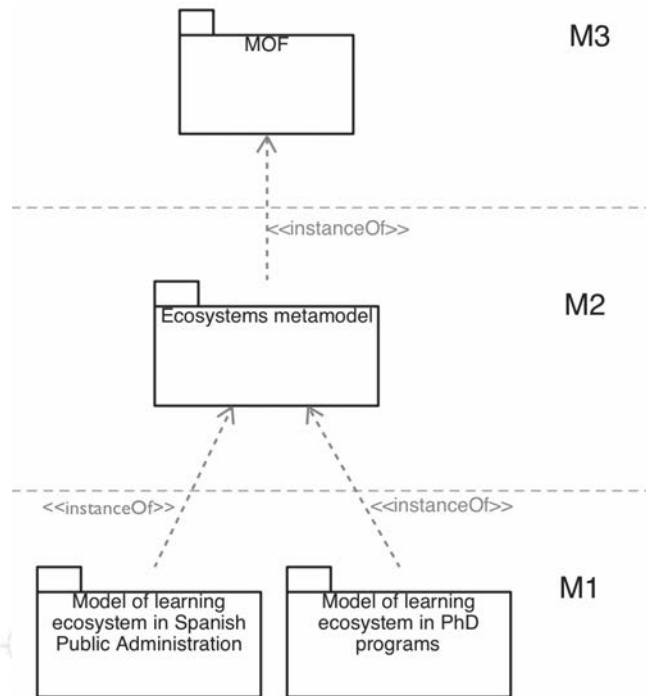 MOF
M3
<<instanceOf>>
Ecosystems metamodel
M2
<<instanceOf>>
<<instanceOf>>
Model of learning
ecosystem in Spanish
Public Administration
Model of learning
ecosystem in PhD
programs
M1